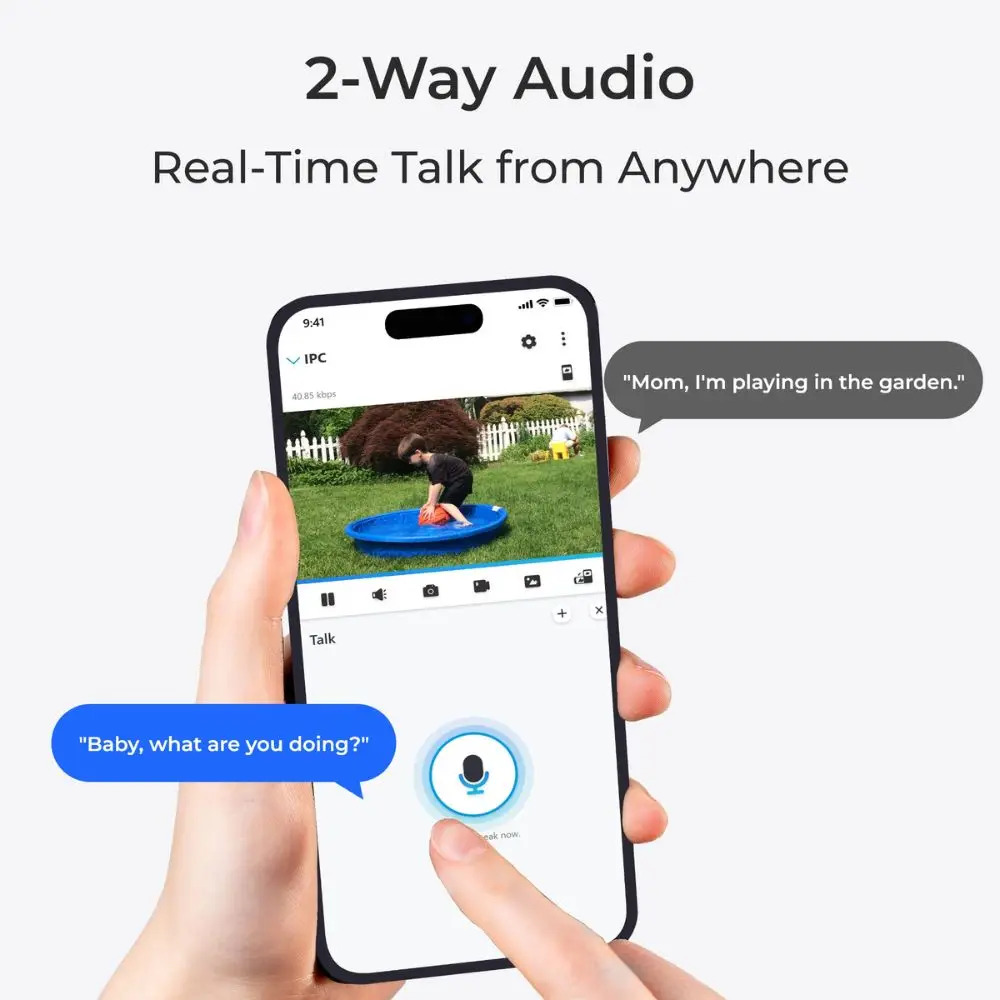 2-Way Audio
Real-Time Talk from Anywhere
9:41
IPC
40.85 kbps
"Mom, I'm playing in the garden."
Talk
"Baby, what are you doing?"
now.